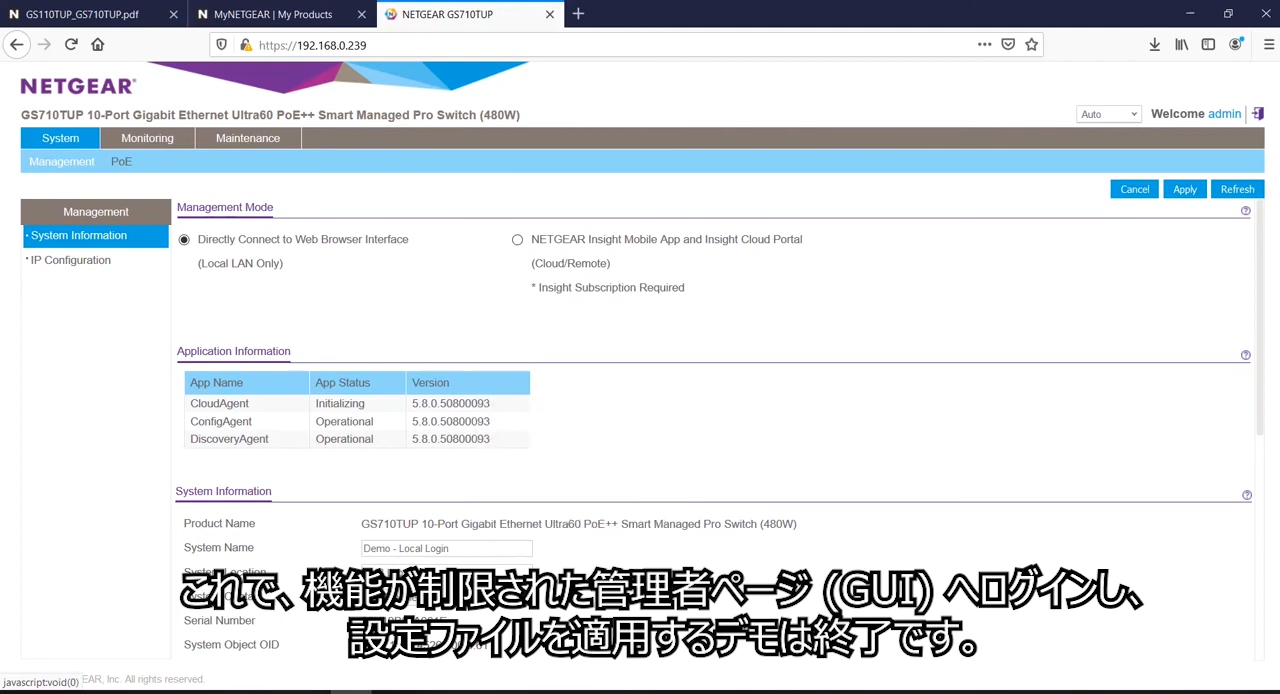 GS110TUP_GS710TUP.pdf
MyNETGEAR | My Products
NETGEAR GS710TUP
https://192.168.0.239
NETGEAR®
GS710TUP 10-Port Gigabit Ethernet Ultra60 PoE++ Smart Managed Pro Switch (480W)
Auto
Welcome admin
System
Monitoring
Maintenance
Management
PoE
Cancel
Apply
Refresh
Management
System Information
IP Configuration
Management Mode
Directly Connect to Web Browser Interface
(Local LAN Only)
NETGEAR Insight Mobile App and Insight Cloud Portal
(Cloud/Remote)
* Insight Subscription Required
Application Information
App Name App Status Version
CloudAgent Initializing 5.8.0.50800093
ConfigAgent Operational 5.8.0.50800093
DiscoveryAgent Operational 5.8.0.50800093
System Information
Product Name GS710TUP 10-Port Gigabit Ethernet Ultra60 PoE++ Smart Managed Pro Switch (480W)
System Name Demo - Local Login
System Location
Serial Number
System Object OID
これで、機能が制限された管理者ページ (GUI) へログインし、
設定ファイルを適用するデモは終了です。
javascript:void(0)
EAR, Inc. All rights reserved.